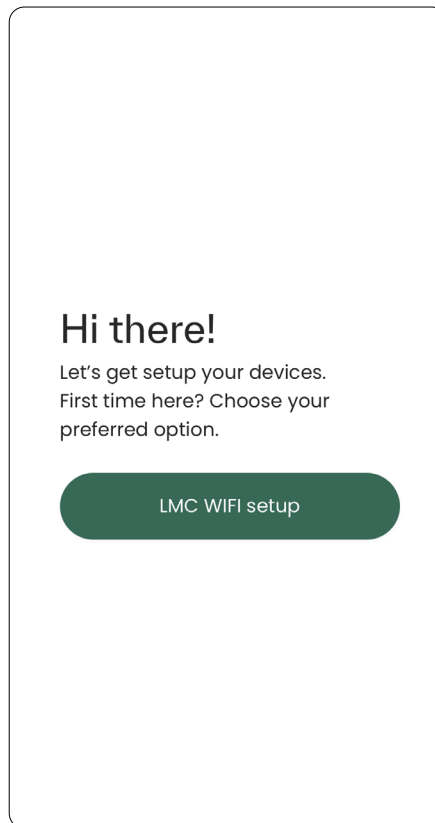 Hi there!
Let’s get setup your devices.
First time here? Choose your
preferred option.
LMC WIFI setup